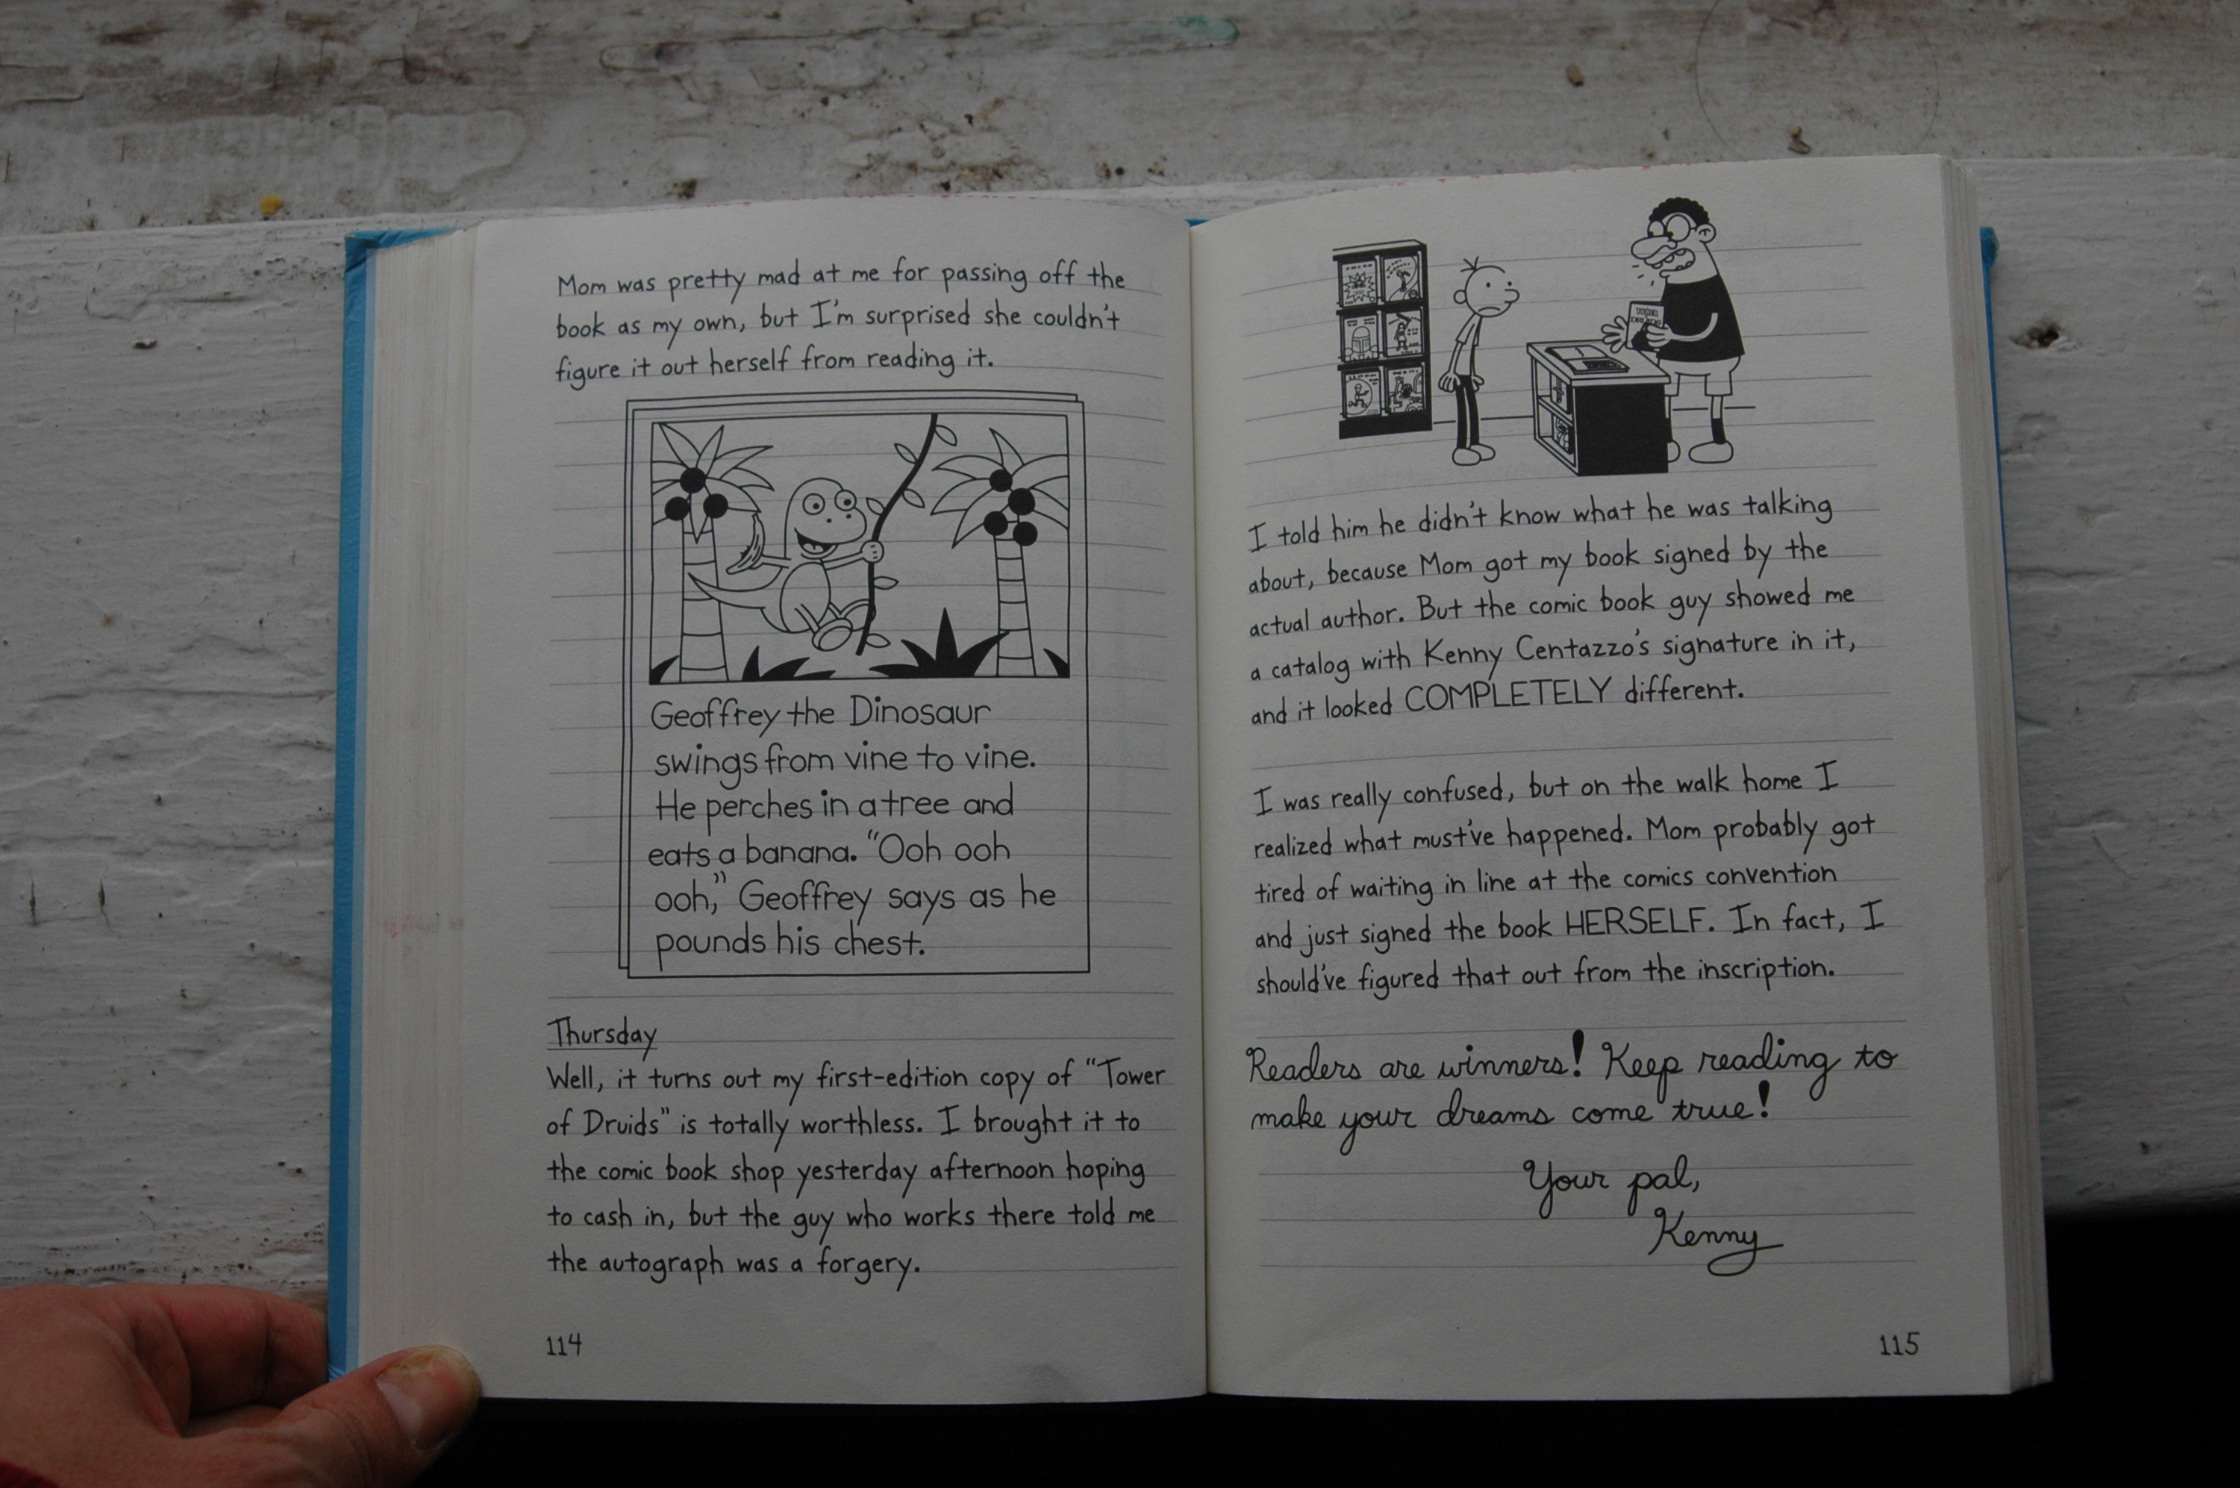 Mom was pretty mad at me for passing off the
book as my own, but I'm surprised she couldn't
figure it out herself from reading it.
Geoffrey the Dinosaur
swings from vine to vine.
He perches in a tree and
eats a banana. "Ooh ooh
ooh," Geoffrey says as he
pounds his chest.
Thursday
Well, it turns out my first-edition copy of "Tower
of Druids" is totally worthless. I brought it to
the comic book shop yesterday afternoon hoping
to cash in, but the guy who works there told me
the autograph was a forgery.
114
I told him he didn't know what he was talking
about, because Mom got my book signed by the
actual author. But the comic book guy showed me
a catalog with Kenny Centazzo's signature in it,
and it looked COMPLETELY different.
I was really confused, but on the walk home I
realized what must've happened. Mom probably got
tired of waiting in line at the comics convention
and just signed the book HERSELF. In fact, I
should've figured that out from the inscription.
Readers are winners! Keep reading to
make your dreams come true!
Your pal,
Kenny
115